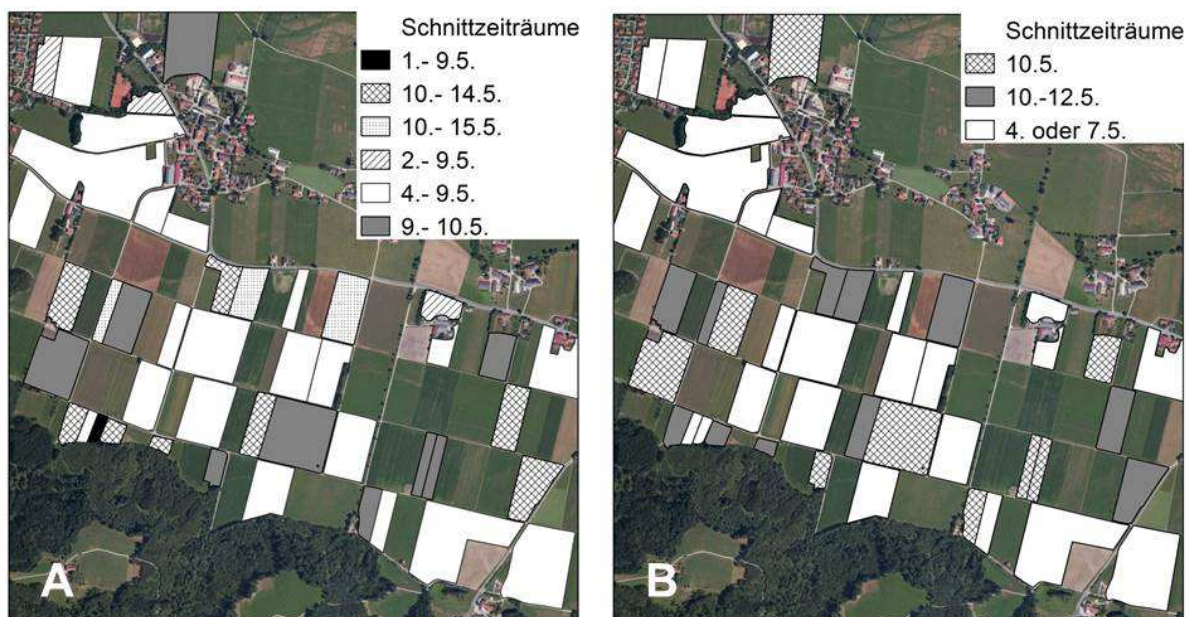 Schnittzeiträume
1.- 9.5.
10.- 14.5.
10.- 15.5.
2.- 9.5.
4.- 9.5.
9.- 10.5.
A
Schnittzeiträume
10.5.
10.-12.5.
4. oder 7.5.
B